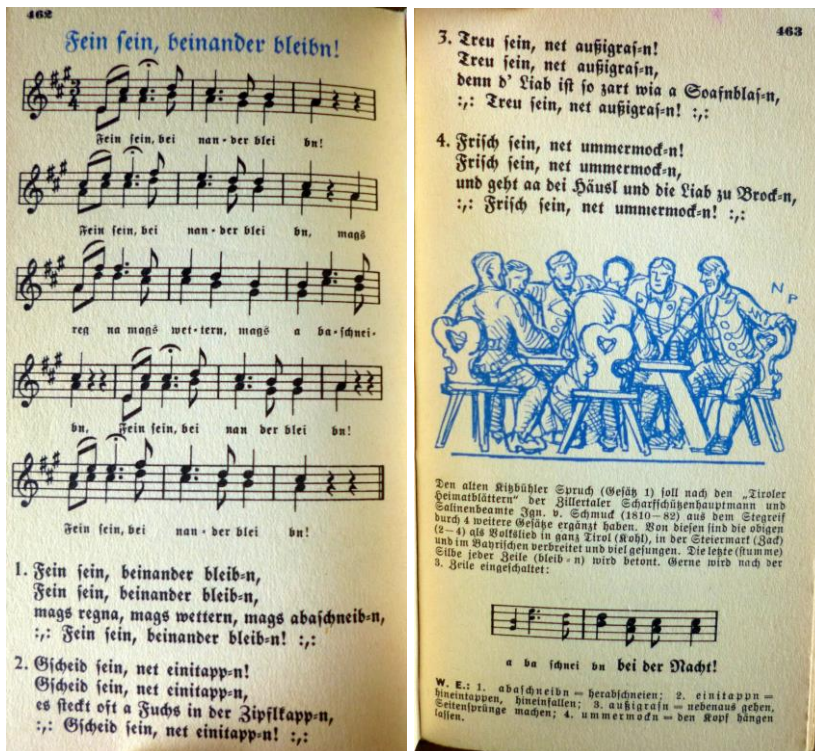 462
Fein sein, beinander bleibn!
3 4
Fein sein, bei nan-der blei bn!
Fein sein, bei nan-der blei bn, mags
reg na mags wet-tern, mags a ba-schnei-
bn, Fein sein, bei nan der blei bn!
Fein sein, bei nan-der blei bn!
1. Fein sein, beinander bleib=n,
Fein sein, beinander bleib=n,
mags regna, mags wettern, mags abaschneib=n,
:,: Fein sein, beinander bleib=n! :,:
2. Gscheid sein, net einitapp=n!
Gscheid sein, net einitapp=n,
es steckt oft a Fuchs in der Zipflkapp=n,
:,: Gscheid sein, net einitapp=n! :,:
463
3. Treu sein, net außigras=n!
Treu sein, net außigras=n,
denn d' Liab ist so zart wia a Soafnblas=n,
:,: Treu sein, net außigras=n! :,:
4. Frisch sein, net ummermock=n!
Frisch sein, net ummermock=n,
und geht aa dei Häusl und die Liab zu Brock=n,
:,: Frisch sein, net ummermock=n! :,:
N P
Den alten Kitzbühler Spruch (Gesätz 1) soll nach den „Tiroler
Heimatblättern“ der Zillertaler Scharfschützenhauptmann und
Salinenbeamte Ign. v. Schmuck (1810–82) aus dem Stegreif
durch 4 weitere Gesätze ergänzt haben. Von diesen sind die obigen
(2–4) als Volkslied in ganz Tirol (Kohl), in der Steiermark (Zack)
und im Bayrischen verbreitet und viel gesungen. Die letzte (stumme)
Silbe jeder Zeile (bleib=n) wird betont. Gerne wird nach der
3. Zeile eingeschaltet:
a ba schnei bn bei der Nacht!
W. E.: 1. abaschneibn = herabschneien; 2. einitappn =
hineintappen, hineinfallen; 3. außigrasn = nebenaus gehen,
Seitensprünge machen; 4. ummermockn = den Kopf hängen
lassen.